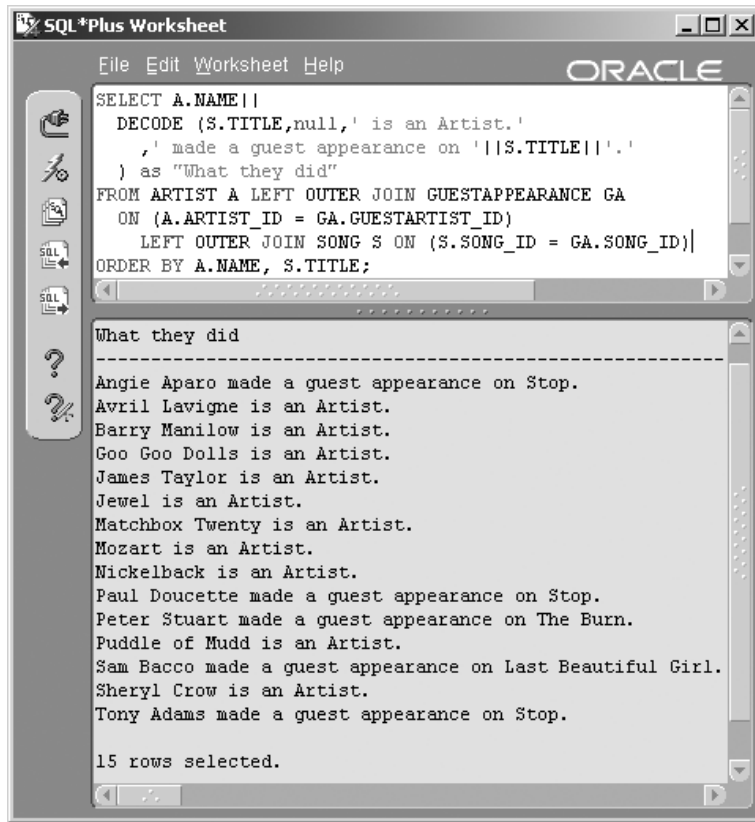 SQL*Plus Worksheet
File Edit Worksheet Help
ORACLE
SELECT A.NAME||
DECODE (S.TITLE,null,' is an Artist.'
,' made a guest appearance on '||S.TITLE||'.'
) as "What they did"
FROM ARTIST A LEFT OUTER JOIN GUESTAPPEARANCE GA
ON (A.ARTIST_ID = GA.GUESTARTIST_ID)
LEFT OUTER JOIN SONG S ON (S.SONG_ID = GA.SONG_ID)
ORDER BY A.NAME, S.TITLE;
What they did
---------------------------------------------------------
Angie Aparo made a guest appearance on Stop.
Avril Lavigne is an Artist.
Barry Manilow is an Artist.
Goo Goo Dolls is an Artist.
James Taylor is an Artist.
Jewel is an Artist.
Matchbox Twenty is an Artist.
Mozart is an Artist.
Nickelback is an Artist.
Paul Doucette made a guest appearance on Stop.
Peter Stuart made a guest appearance on The Burn.
Puddle of Mudd is an Artist.
Sam Bacco made a guest appearance on Last Beautiful Girl.
Sheryl Crow is an Artist.
Tony Adams made a guest appearance on Stop.
15 rows selected.